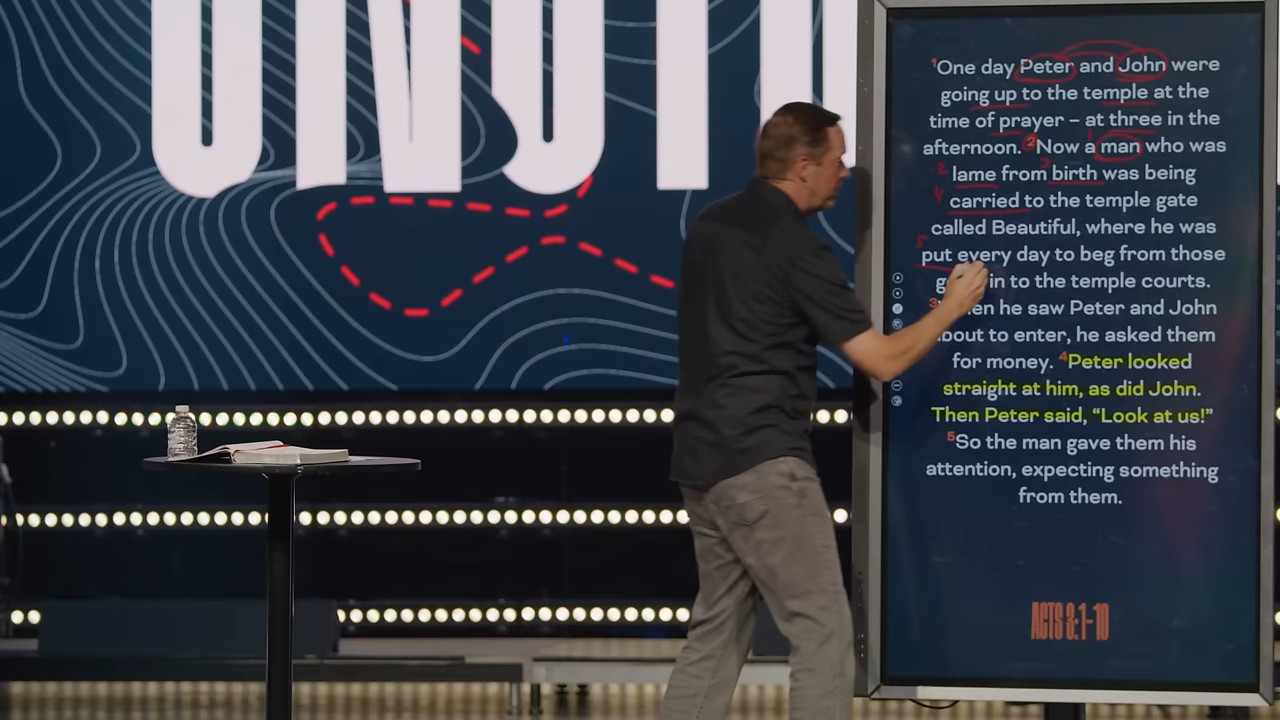 ¹One day Peter and John were
going up to the temple at the
time of prayer – at three in the
afternoon. ²Now a man who was
lame from birth was being
carried to the temple gate
called Beautiful, where he was
put every day to beg from those
in to the temple courts.
he saw Peter and John
about to enter, he asked them
for money. ⁴Peter looked
straight at him, as did John.
Then Peter said, “Look at us!”
⁵So the man gave them his
attention, expecting something
from them.
ACTS 3:1-10